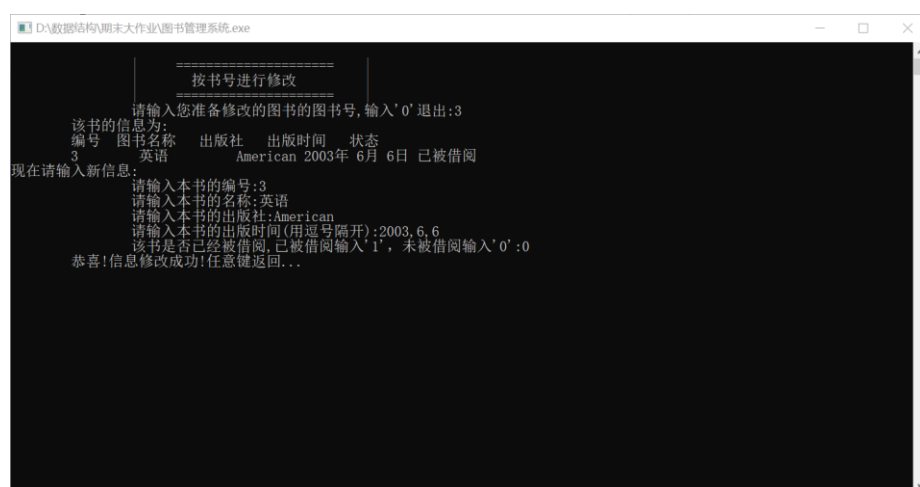 D:\数据结构\期末大作业\图书管理系统.exe
=====================
按书号进行修改
=====================
请输入您准备修改的图书的图书号,输入'0'退出:3
该书的信息为:
编号 图书名称 出版社 出版时间 状态
3 英语 American 2003年 6月 6日 已被借阅
现在请输入新信息:
请输入本书的编号:3
请输入本书的名称:英语
请输入本书的出版社:American
请输入本书的出版时间(用逗号隔开):2003,6,6
该书是否已经被借阅,已被借阅输入'1', 未被借阅输入'0':0
恭喜!信息修改成功!任意键返回...